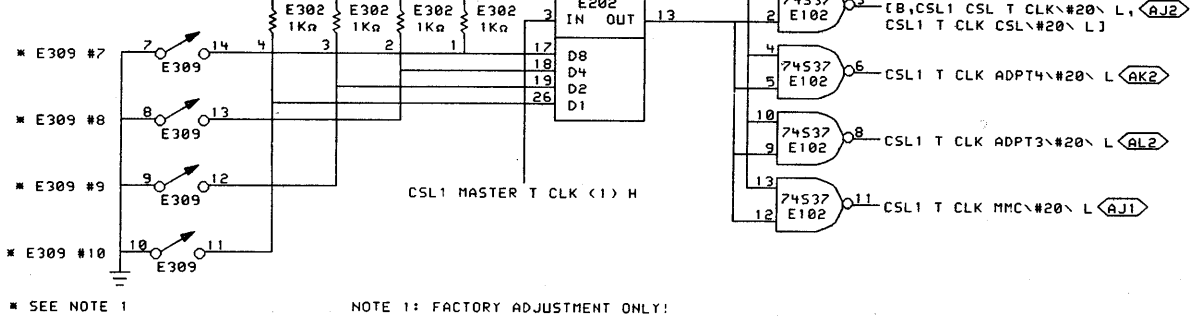 E302 E302 E302 E302
1KΩ 1KΩ 1KΩ 1KΩ
E202
3 IN OUT 13
2 E102
[B,CSL1 CSL T CLK\#20\ L, AJ2
CSL1 T CLK CSL\#20\ L]
4 3 2 1
* E309 #7 7 14 E309
17 D8
18 D4
19 D2
26 D1
4 5 74S37 E102 6 CSL1 T CLK ADPT4\#20\ L AK2
* E309 #8 8 13 E309
10 9 74S37 E102 8 CSL1 T CLK ADPT3\#20\ L AL2
* E309 #9 9 12 E309
CSL1 MASTER T CLK (1) H
13 12 74S37 E102 11 CSL1 T CLK MMC\#20\ L AJ1
* E309 #10 10 11 E309
* SEE NOTE 1
NOTE 1: FACTORY ADJUSTMENT ONLY!